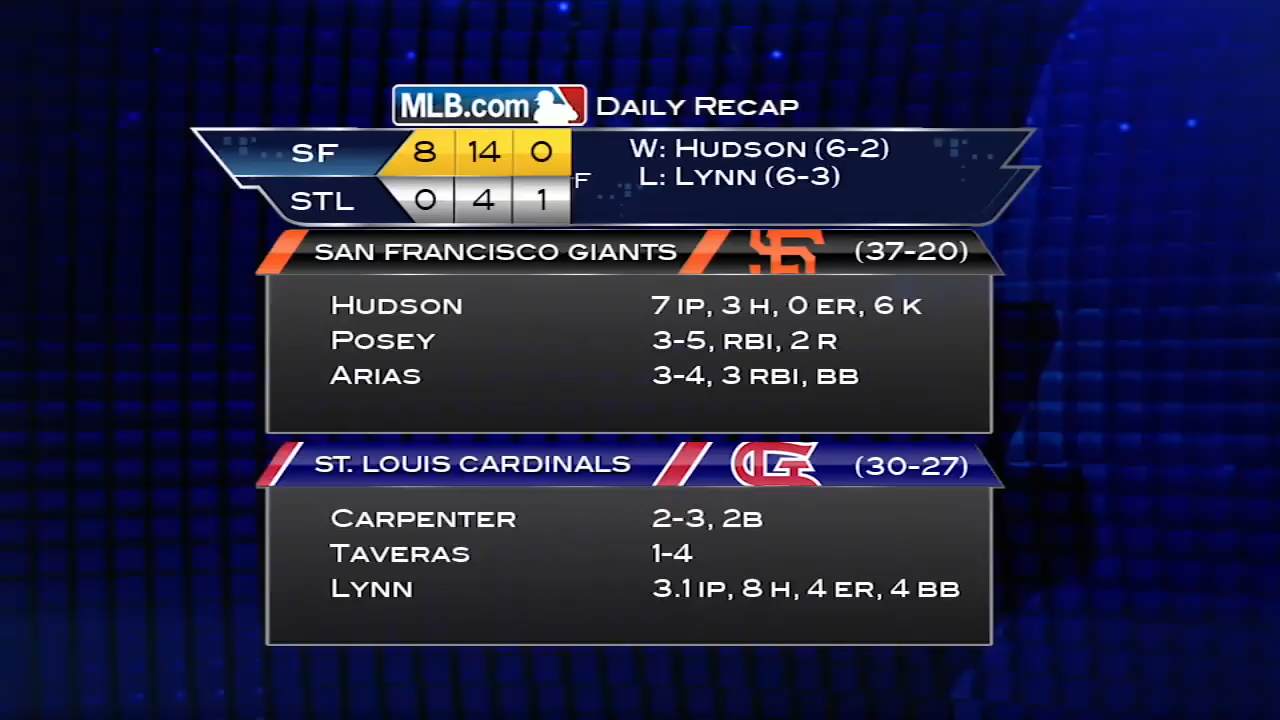 MLB.com DAILY RECAP
SF 8 14 0 W: HUDSON (6-2)
F L: LYNN (6-3)
STL 0 4 1
SAN FRANCISCO GIANTS SF (37-20)
HUDSON 7 IP, 3 H, 0 ER, 6 K
POSEY 3-5, RBI, 2 R
ARIAS 3-4, 3 RBI, BB
ST. LOUIS CARDINALS (30-27)
CARPENTER 2-3, 2B
TAVERAS 1-4
LYNN 3.1 IP, 8 H, 4 ER, 4 BB